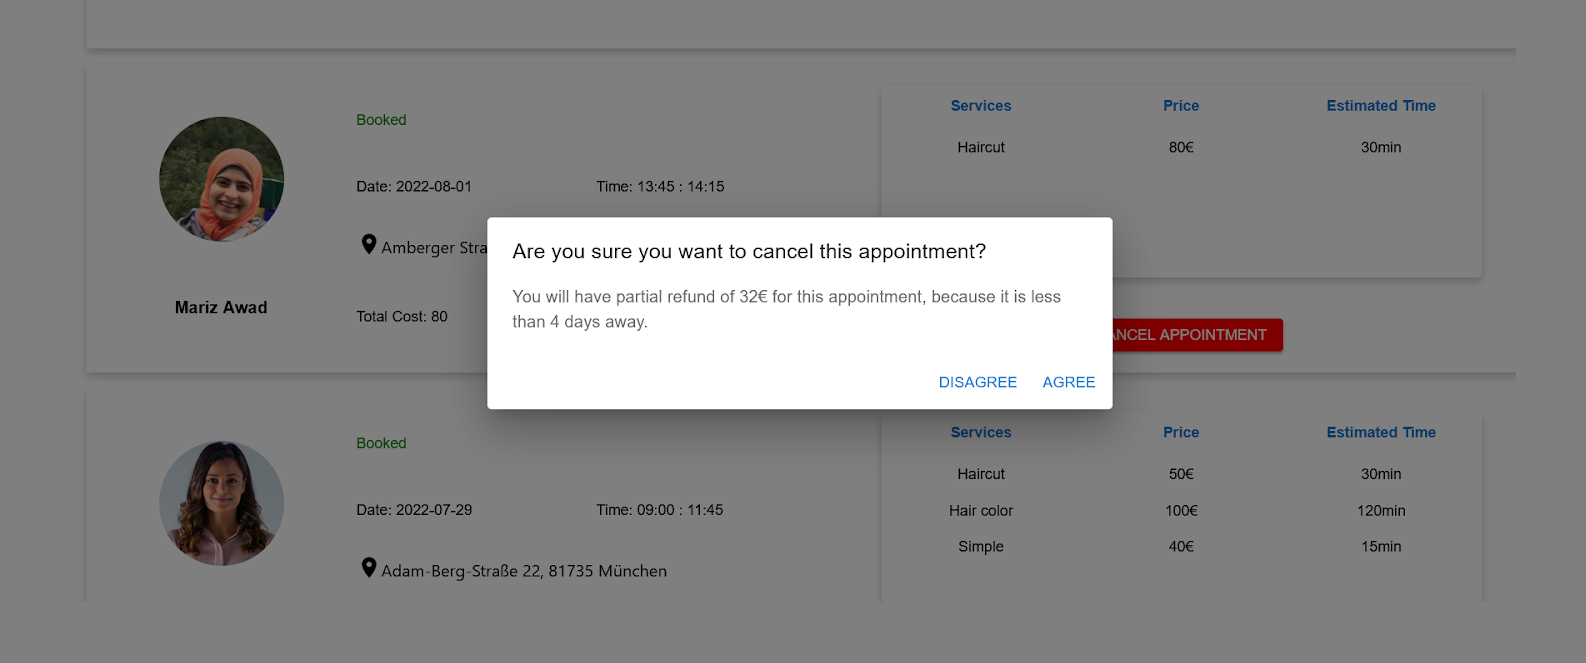 Booked
Date: 2022-08-01
Time: 13:45 : 14:15
Amberger Stra
Mariz Awad
Total Cost: 80
Services Price Estimated Time
Haircut 80€ 30min
Are you sure you want to cancel this appointment?
You will have partial refund of 32€ for this appointment, because it is less
than 4 days away.
DISAGREE AGREE
ANCEL APPOINTMENT
Booked
Date: 2022-07-29
Time: 09:00 : 11:45
Adam-Berg-Straße 22, 81735 München
Services Price Estimated Time
Haircut 50€ 30min
Hair color 100€ 120min
Simple 40€ 15min